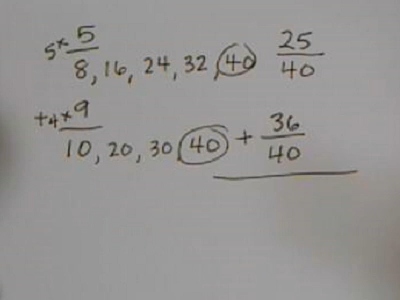 5× 5/8, 16, 24, 32, 40 25/40
+ 4× 9/10, 20, 30, 40 + 36/40